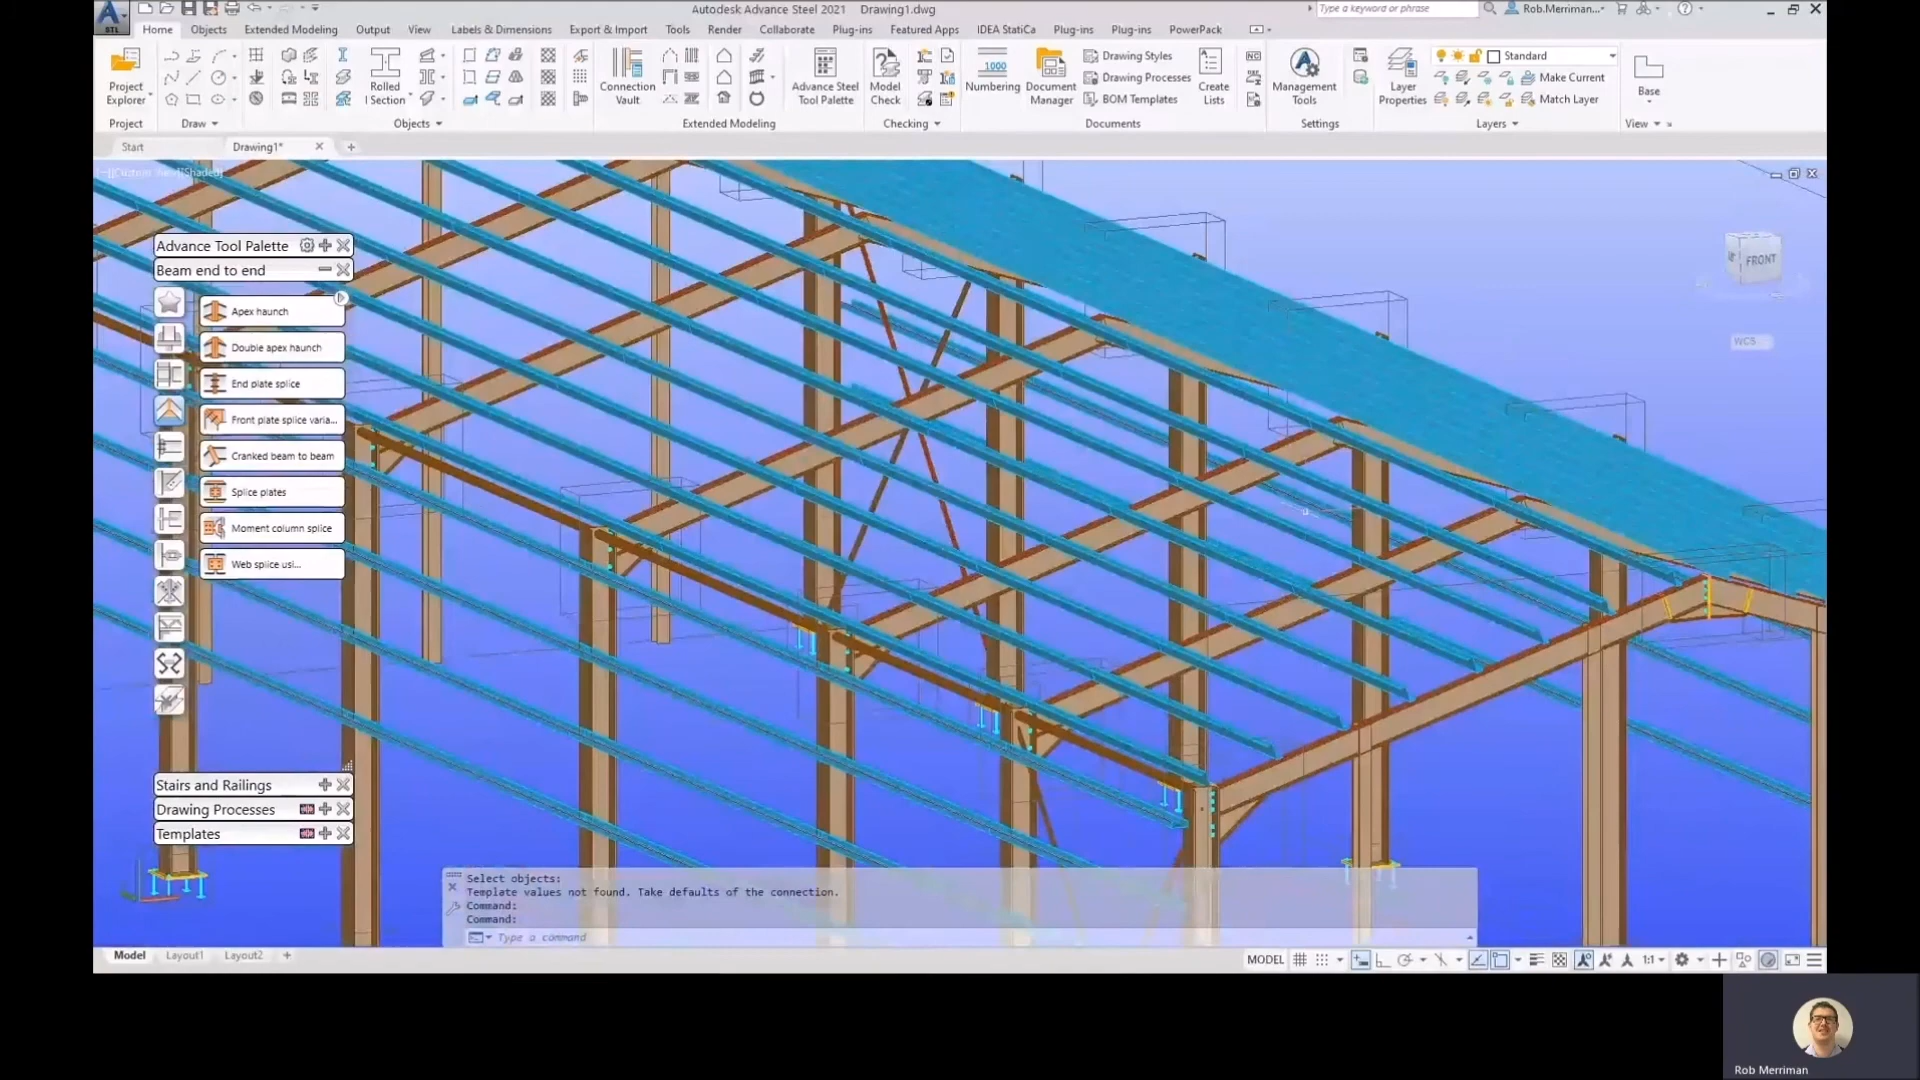 Autodesk Advance Steel 2021 Drawing1.dwg
Type a keyword or phrase
Rob.Merriman...
STL
Home Objects Extended Modeling Output View Labels & Dimensions Export & Import Tools Render Collaborate Plug-ins Featured Apps IDEA StatiCa Plug-ins Plug-ins PowerPack
Project Explorer
Rolled I Section
Connection Vault
Advance Steel Tool Palette
Model Check
1000
Numbering
Document Manager
Drawing Styles
Drawing Processes
BOM Templates
Create Lists
Management Tools
Layer Properties
Standard
Make Current
Match Layer
Base
Project Draw Objects Extended Modeling Checking Documents Settings Layers View
Start Drawing1*
[-][Custom View][Shaded]
FRONT
WCS
Advance Tool Palette
Beam end to end
Apex haunch
Double apex haunch
End plate splice
Front plate splice varia...
Cranked beam to beam
Splice plates
Moment column splice
Web splice usi...
Stairs and Railings
Drawing Processes
Templates
Select objects:
Template values not found. Take defaults of the connection.
Command:
Command:
Type a command
Model Layout1 Layout2
MODEL 1:1
Rob Merriman